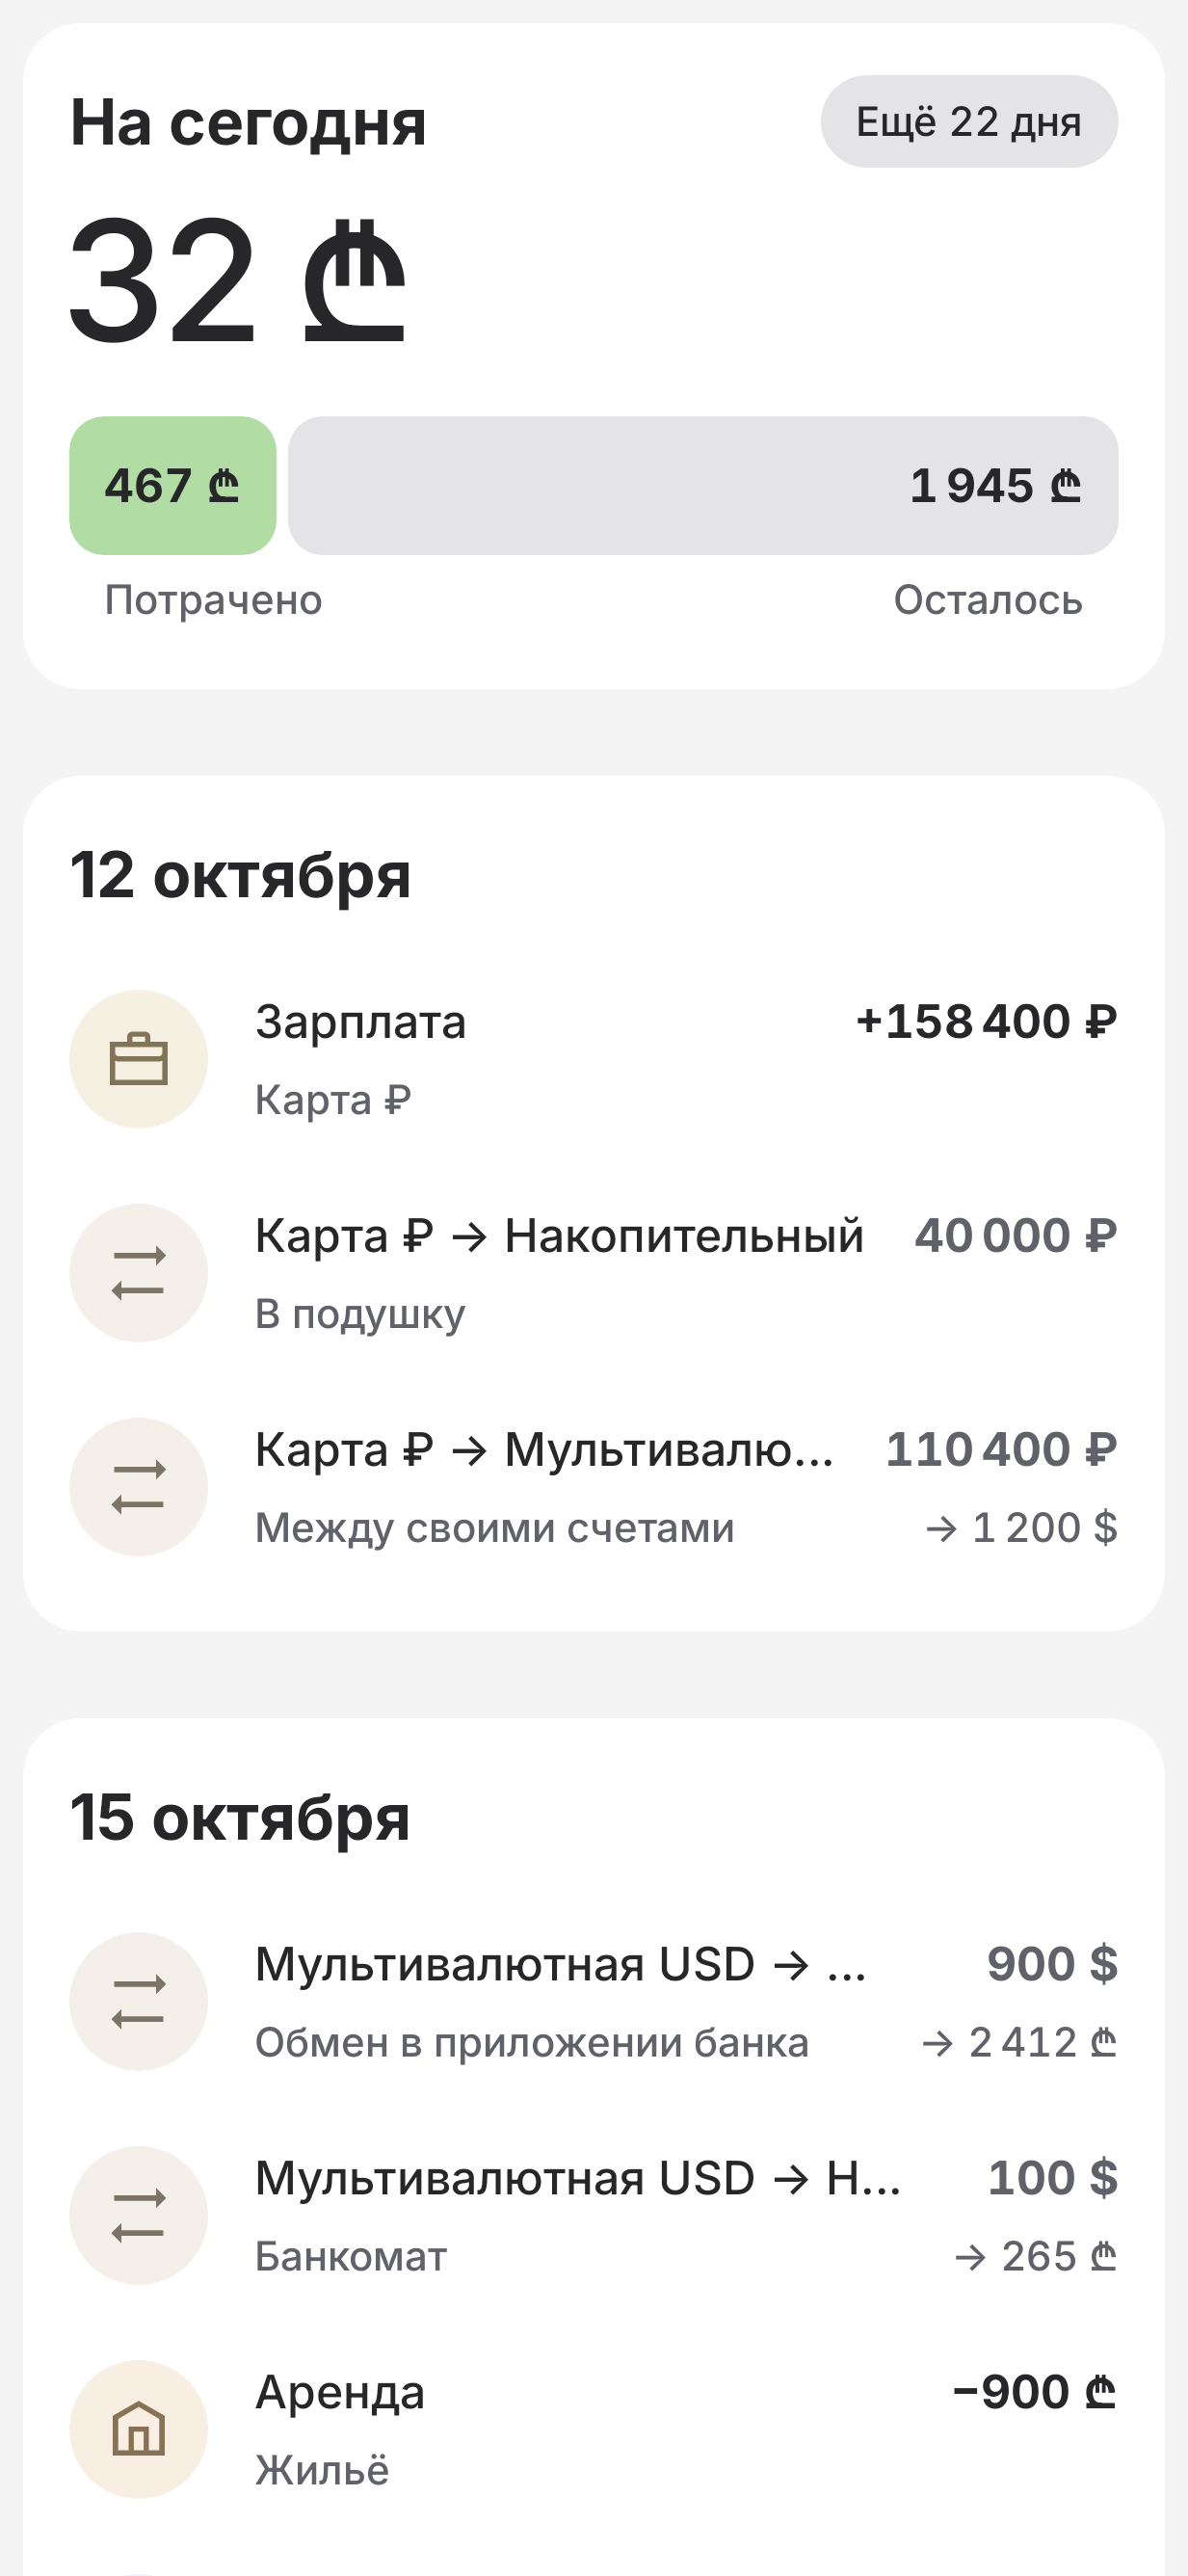 На сегодня
Ещё 22 дня
32 ₾
467 ₾
1 945 ₾
Потрачено
Осталось
12 октября
Зарплата
+158 400 ₽
Карта ₽
Карта ₽ → Накопительный
40 000 ₽
В подушку
Карта ₽ → Мультивалю...
110 400 ₽
Между своими счетами
→ 1 200 $
15 октября
Мультивалютная USD → ...
900 $
Обмен в приложении банка
→ 2 412 ₾
Мультивалютная USD → Н...
100 $
Банкомат
→ 265 ₾
Аренда
−900 ₾
Жильё